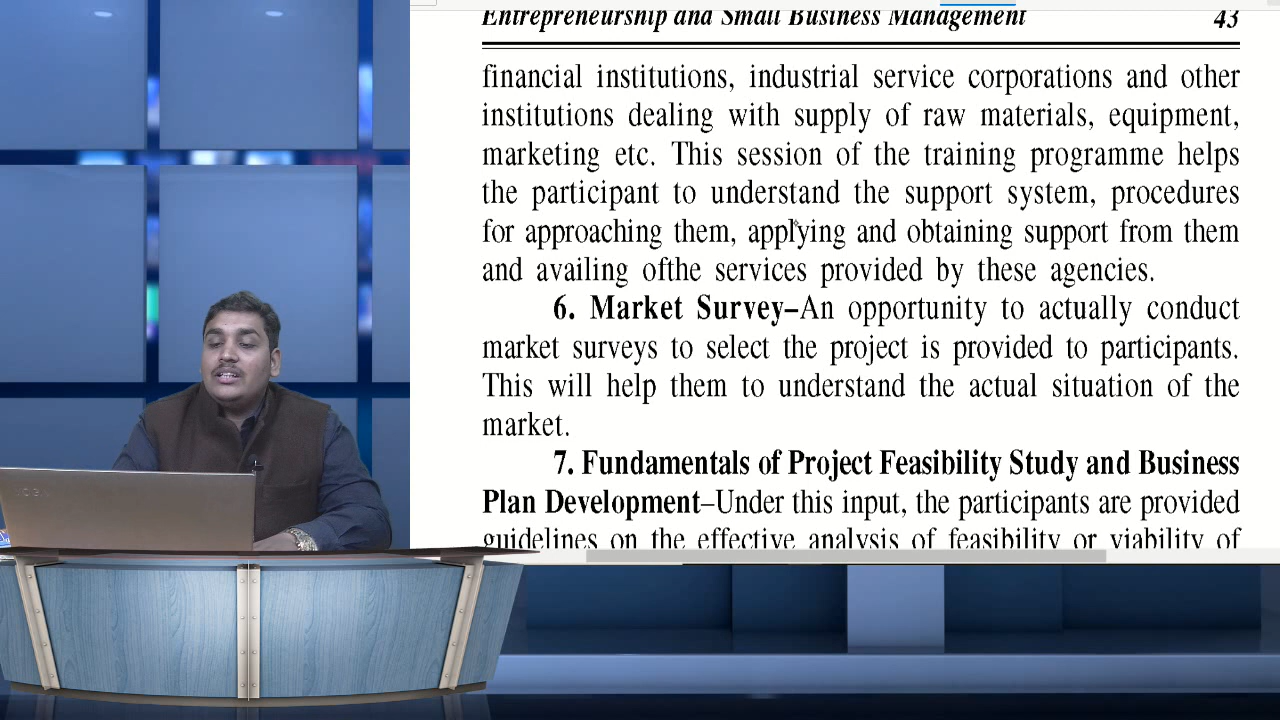 Entrepreneurship and Small Business Management 43
financial institutions, industrial service corporations and other
institutions dealing with supply of raw materials, equipment,
marketing etc. This session of the training programme helps
the participant to understand the support system, procedures
for approaching them, applying and obtaining support from them
and availing ofthe services provided by these agencies.
6. Market Survey–An opportunity to actually conduct
market surveys to select the project is provided to participants.
This will help them to understand the actual situation of the
market.
7. Fundamentals of Project Feasibility Study and Business
Plan Development–Under this input, the participants are provided
guidelines on the effective analysis of feasibility or viability of